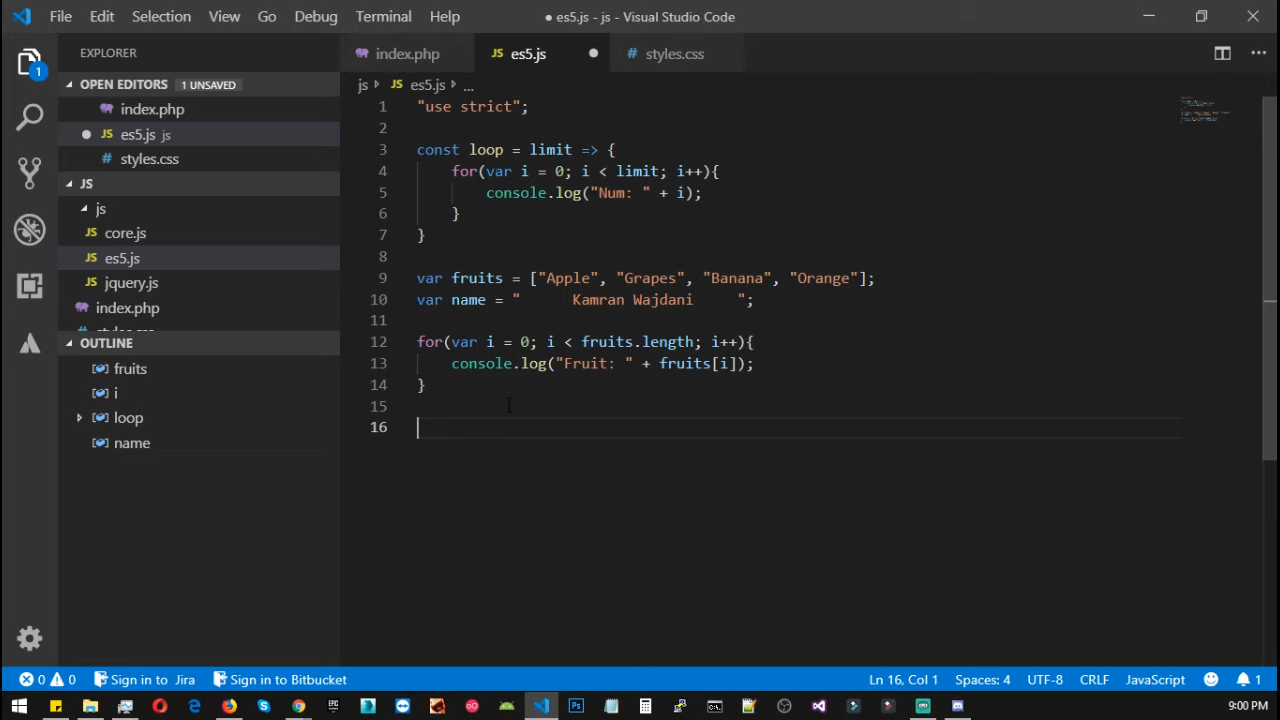 File Edit Selection View Go Debug Terminal Help ● es5.js - js - Visual Studio Code
EXPLORER
OPEN EDITORS 1 UNSAVED
index.php
es5.js js
styles.css
JS
js
core.js
es5.js
jquery.js
index.php
styles.css
OUTLINE
fruits
i
loop
name
1
index.php JS es5.js # styles.css
js JS es5.js ...
1 "use strict";
2
3 const loop = limit => {
4 for(var i = 0; i < limit; i++){
5 console.log("Num: " + i);
6 }
7 }
8
9 var fruits = ["Apple", "Grapes", "Banana", "Orange"];
10 var name = "      Kamran Wajdani     ";
11
12 for(var i = 0; i < fruits.length; i++){
13 console.log("Fruit: " + fruits[i]);
14 }
15
16
0 0 Sign in to Jira Sign in to Bitbucket Ln 16, Col 1 Spaces: 4 UTF-8 CRLF JavaScript 1
9:00 PM